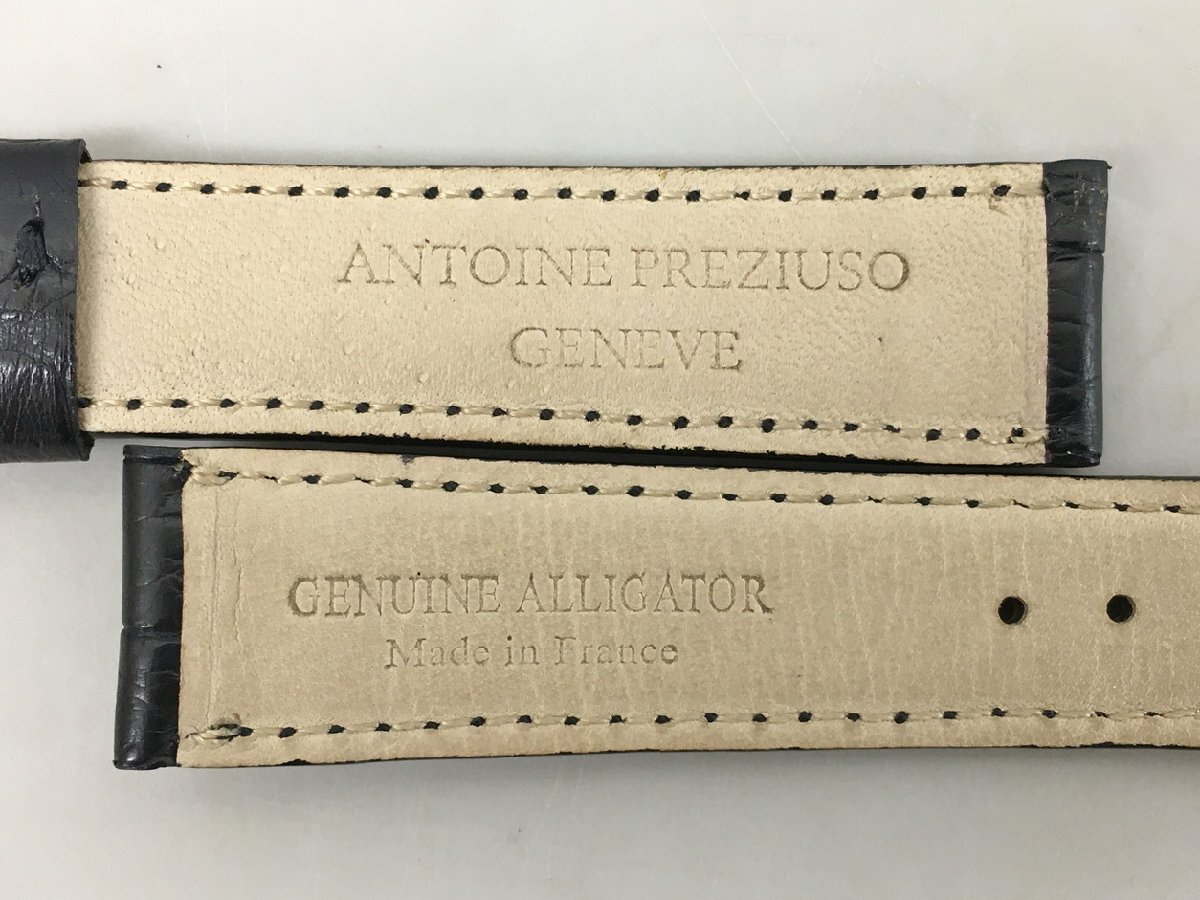 ANTOINE PREZIUSO
GENEVE
GENUINE ALLIGATOR
Made in France